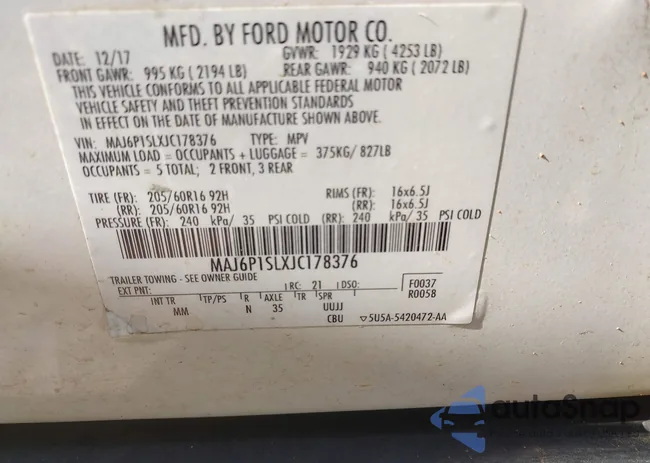 MFD. BY FORD MOTOR CO.
DATE: 12/17 GVWR: 1929 KG ( 4253 LB)
FRONT GAWR: 995 KG ( 2194 LB) REAR GAWR: 940 KG ( 2072 LB)
THIS VEHICLE CONFORMS TO ALL APPLICABLE FEDERAL MOTOR
VEHICLE SAFETY AND THEFT PREVENTION STANDARDS
IN EFFECT ON THE DATE OF MANUFACTURE SHOWN ABOVE.
VIN: MAJ6P1SLXJC178376 TYPE: MPV
MAXIMUM LOAD = OCCUPANTS + LUGGAGE = 375KG/ 827LB
OCCUPANTS = 5 TOTAL; 2 FRONT, 3 REAR
TIRE (FR): 205/60R16 92H RIMS (FR): 16x6.5J
(RR): 205/60R16 92H (RR): 16x6.5J
PRESSURE (FR): 240 kPa/ 35 PSI COLD (RR): 240 kPa/ 35 PSI COLD
MAJ6P1SLXJC178376
TRAILER TOWING - SEE OWNER GUIDE
EXT PNT: RC: 21 DSO: F0037
R0058
INT TR TP/PS R AXLE TR SPR
MM N 35 UUJJ
CBU ▽5U5A-5420472-AA
autoSnap